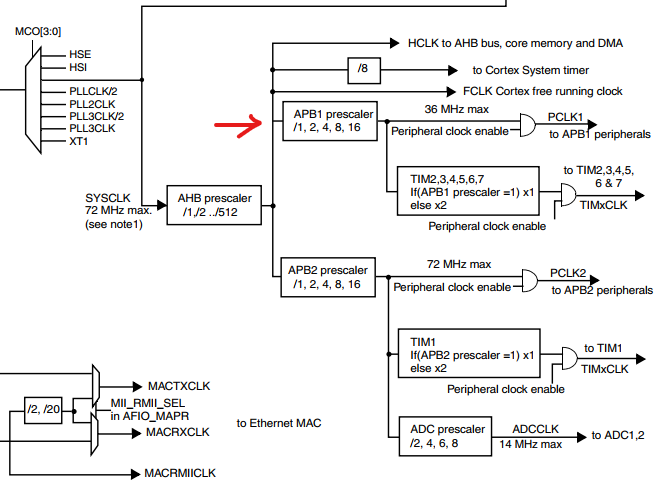 MCO[3:0]
HSE
HSI
PLLCLK/2
PLL2CLK
PLL3CLK/2
PLL3CLK
XT1
HCLK to AHB bus, core memory and DMA
/8
to Cortex System timer
FCLK Cortex free running clock
APB1 prescaler
/1, 2, 4, 8, 16
36 MHz max
Peripheral clock enable
PCLK1
to APB1 peripherals
TIM2,3,4,5,6,7
If(APB1 prescaler =1) x1
else x2
to TIM2,3,4,5,
6 & 7
TIMxCLK
Peripheral clock enable
SYSCLK
72 MHz max.
(see note1)
AHB prescaler
/1,/2 ../512
APB2 prescaler
/1, 2, 4, 8, 16
72 MHz max
Peripheral clock enable
PCLK2
to APB2 peripherals
TIM1
If(APB2 prescaler =1) x1
else x2
to TIM1
TIMxCLK
Peripheral clock enable
ADC prescaler
/2, 4, 6, 8
ADCCLK
14 MHz max
to ADC1,2
MACTXCLK
/2, /20
MII_RMII_SEL
in AFIO_MAPR
MACRXCLK
to Ethernet MAC
MACRMIICLK